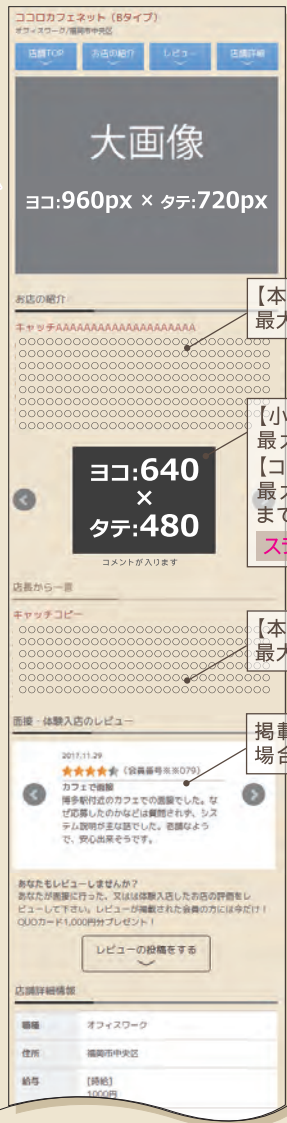 ココロカフェネット（Bタイプ）
オフィスワーク/福岡市中央区
店舗TOP お店の紹介 レビュー 店舗詳細
大画像
ヨコ:960px × タテ:720px
お店の紹介
【本
最大
キャッチAAAAAAAAAAAAAAAAAAAA
○○○○○○○○○○○○○○○○○○○○○○○○○
○○○○○○○○○○○○○○○○○○○○○○○○○
○○○○○○○○○○○○○○○○○○○○○○○○○
○○○○○○○○○○○○○○○○○○○○○○○○○
○○○○○○○○○○○○○○○○○○○○○○○○○
○○○○○○○○○○○○○○○○○○○○○○○○○
○○○○○○○○○○○○○○○○○○○○○○○○○
【小
最大
【コ
最大
まで
スラ
ヨコ:640
×
タテ:480
コメントが入ります
店長から一言
キャッチコピー
【本
最大
○○○○○○○○○○○○○○○○○○○○○○○○○
○○○○○○○○○○○○○○○○○○○○○○○○○
○○○○○○○○○○○○○○○○○○○○○○○○○
○○○○○○○○○○○○○○○○○○○○○○○○○
○○○○○○○○○○○○○○○○○○○○○○○○○
面接・体験入店のレビュー
掲載
場合
2017.11.29
★★★★★（会員番号※※079）
カフェで面接
博多駅付近のカフェでの面接でした。な
ぜ応募したのかなどは質問されず、シス
テム説明が主な話でした。老舗なよう
で、安心出来そうです。
あなたもレビューしませんか？
あなたが面接に行った、又はは体験入店したお店の評価をレ
ビューして下さい。レビューが掲載された会員の方には今だけ！
QUOカード1,000円分プレゼント！
レビューの投稿をする
店舗詳細情報
職種 オフィスワーク
住所 福岡市中央区
給与 [時給]
1000円